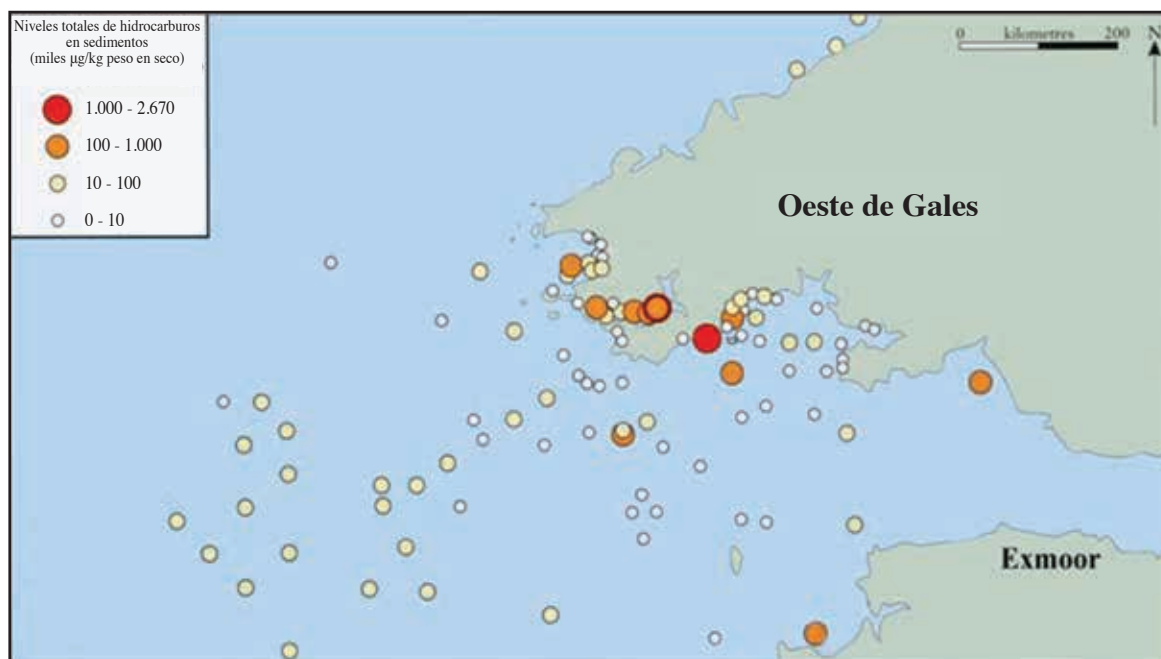 Niveles totales de hidrocarburos
en sedimentos
(miles µg/kg peso en seco)
1.000 - 2.670
100 - 1.000
10 - 100
0 - 10
0 kilometres 200
N
Oeste de Gales
Exmoor